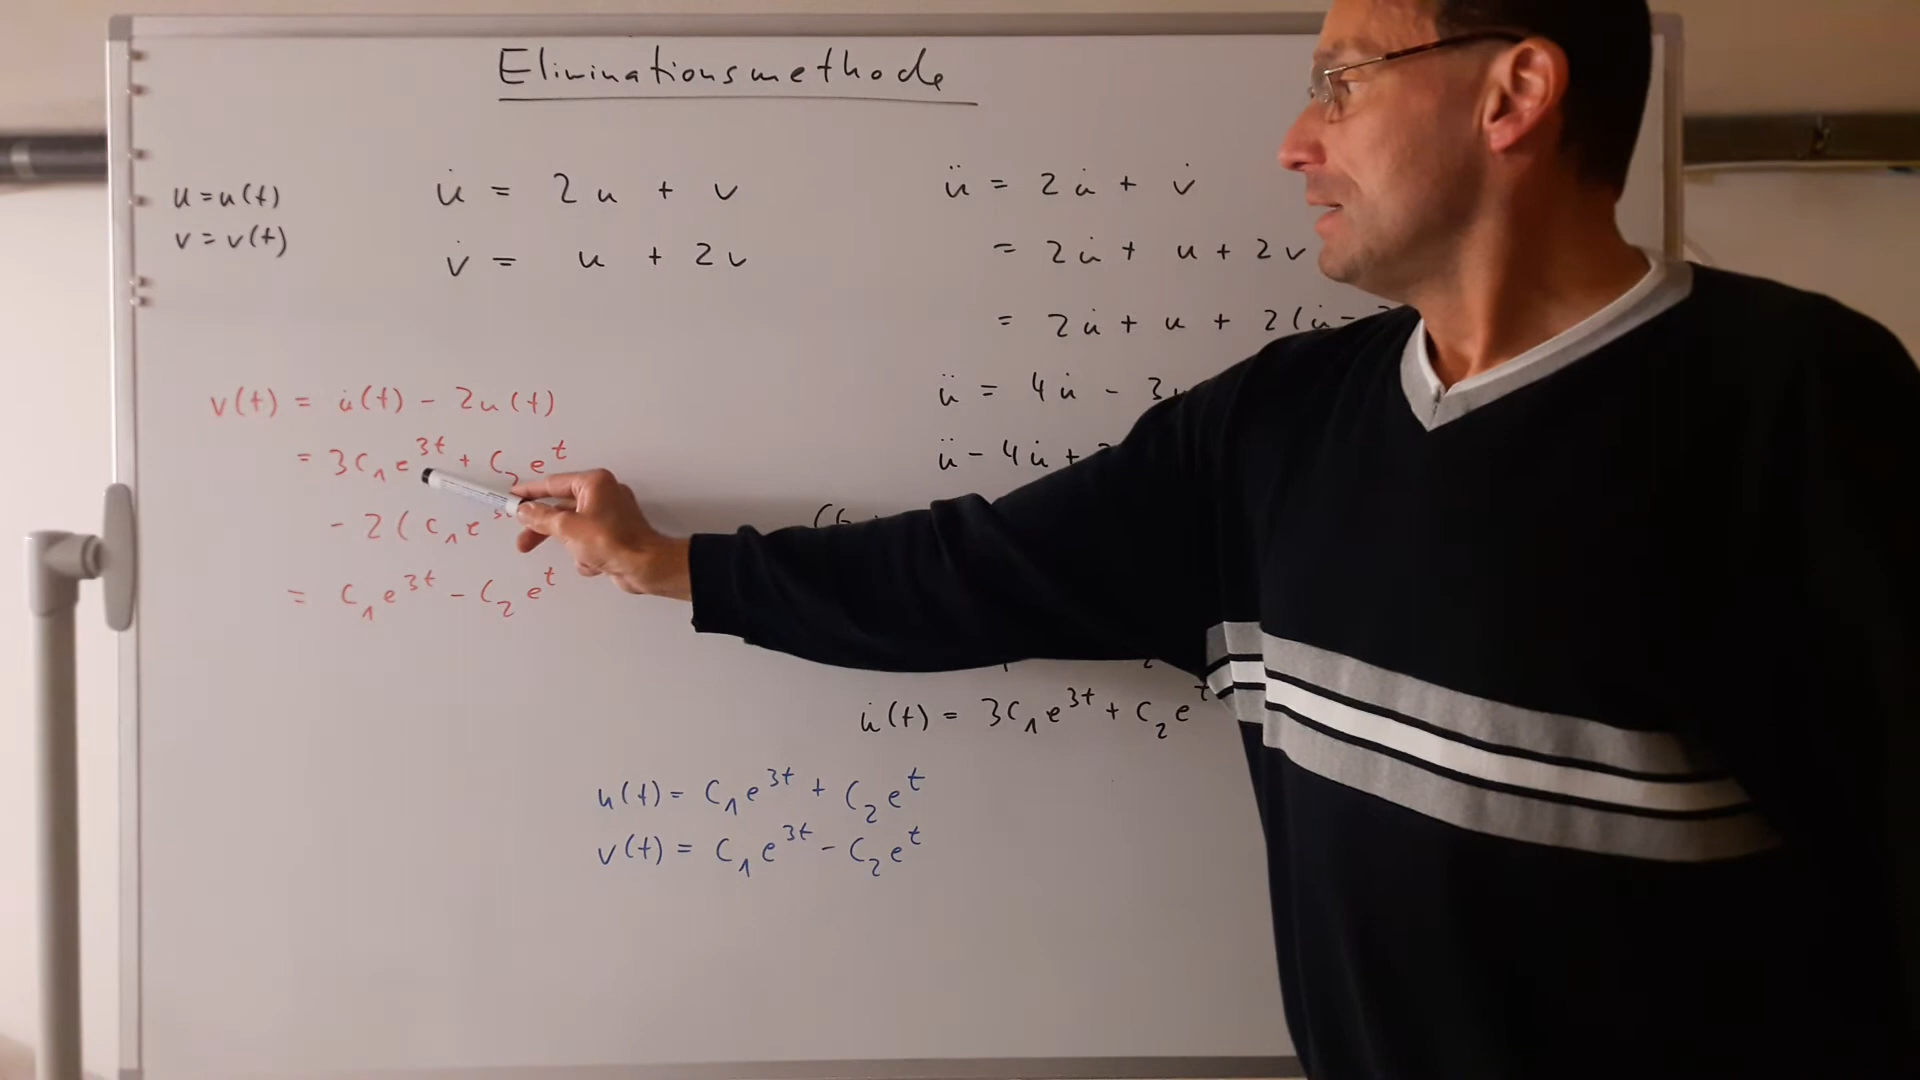 Eliminationsmethode
u = u(t)
v = v(t)
u̇ = 2u + v
v̇ = u + 2v
ü = 2u̇ + v̇
= 2u̇ + u + 2v
= 2u̇ + u + 2(u̇ -
ü = 4u̇ - 3
ü - 4u̇ +
v(t) = u̇(t) - 2u(t)
= 3C₁e³ᵗ + C₂eᵗ
- 2(C₁e
= C₁e³ᵗ - C₂eᵗ
u̇(t) = 3C₁e³ᵗ + C₂eᵗ
u(t) = C₁e³ᵗ + C₂eᵗ
v(t) = C₁e³ᵗ - C₂eᵗ